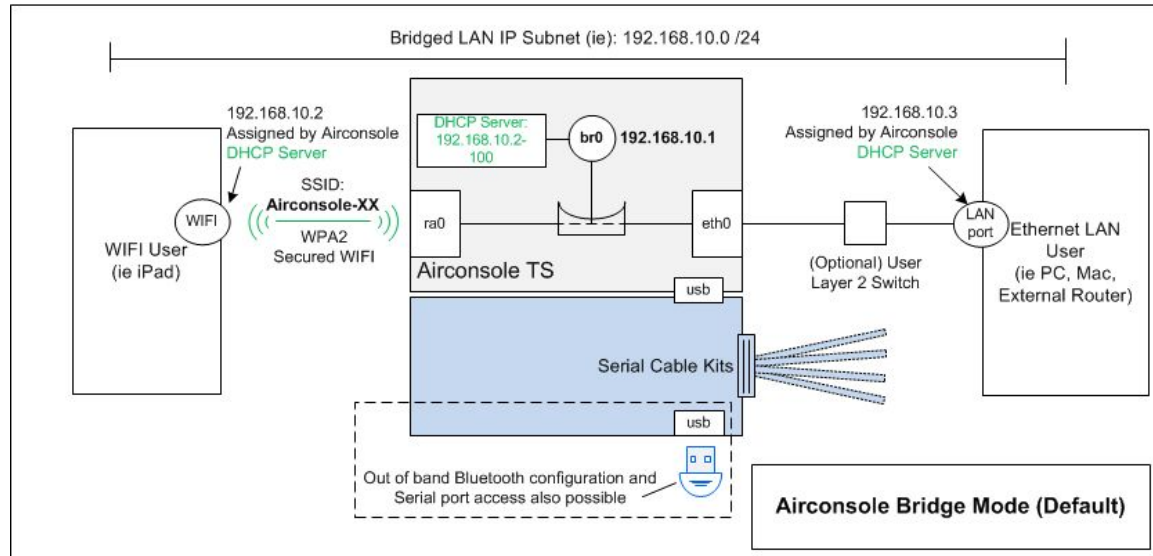 Bridged LAN IP Subnet (ie): 192.168.10.0 /24
192.168.10.2
Assigned by Airconsole
DHCP Server
SSID:
Airconsole-XX
WPA2
Secured WIFI
WIFI
WIFI User
(ie iPad)
DHCP Server:
192.168.10.2-
100
br0
192.168.10.1
ra0
eth0
Airconsole TS
usb
192.168.10.3
Assigned by Airconsole
DHCP Server
LAN
port
(Optional) User
Layer 2 Switch
Ethernet LAN
User
(ie PC, Mac,
External Router)
Serial Cable Kits
usb
Out of band Bluetooth configuration and
Serial port access also possible
Airconsole Bridge Mode (Default)